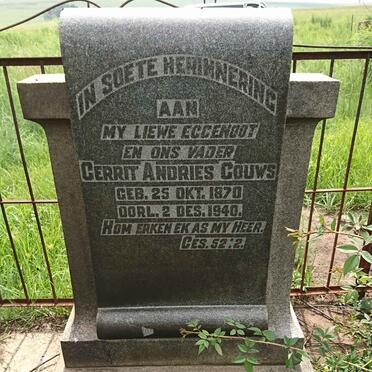 IN SOETE HERINNERING
AAN
MY LIEWE EGGENOOT
EN ONS VADER
GERRIT ANDRIES GOUWS
GEB. 25 OKT. 1870
OORL. 2 DES. 1940.
HOM ERKEN EK AS MY HEER.
GES. 52:2.